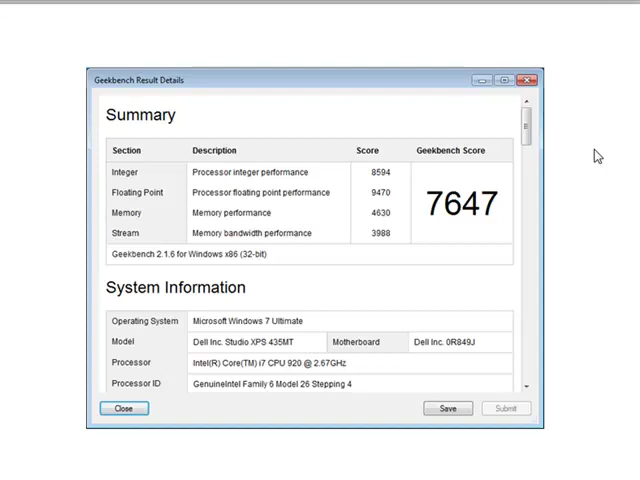 Geekbench Result Details
Summary
Section Description Score Geekbench Score
Integer Processor integer performance 8594
Floating Point Processor floating point performance 9470
7647
Memory Memory performance 4630
Stream Memory bandwidth performance 3988
Geekbench 2.1.6 for Windows x86 (32-bit)
System Information
Operating System Microsoft Windows 7 Ultimate
Model Dell Inc. Studio XPS 435MT Motherboard Dell Inc. 0R849J
Processor Intel(R) Core(TM) i7 CPU 920 @ 2.67GHz
Processor ID GenuineIntel Family 6 Model 26 Stepping 4
Close Save Submit